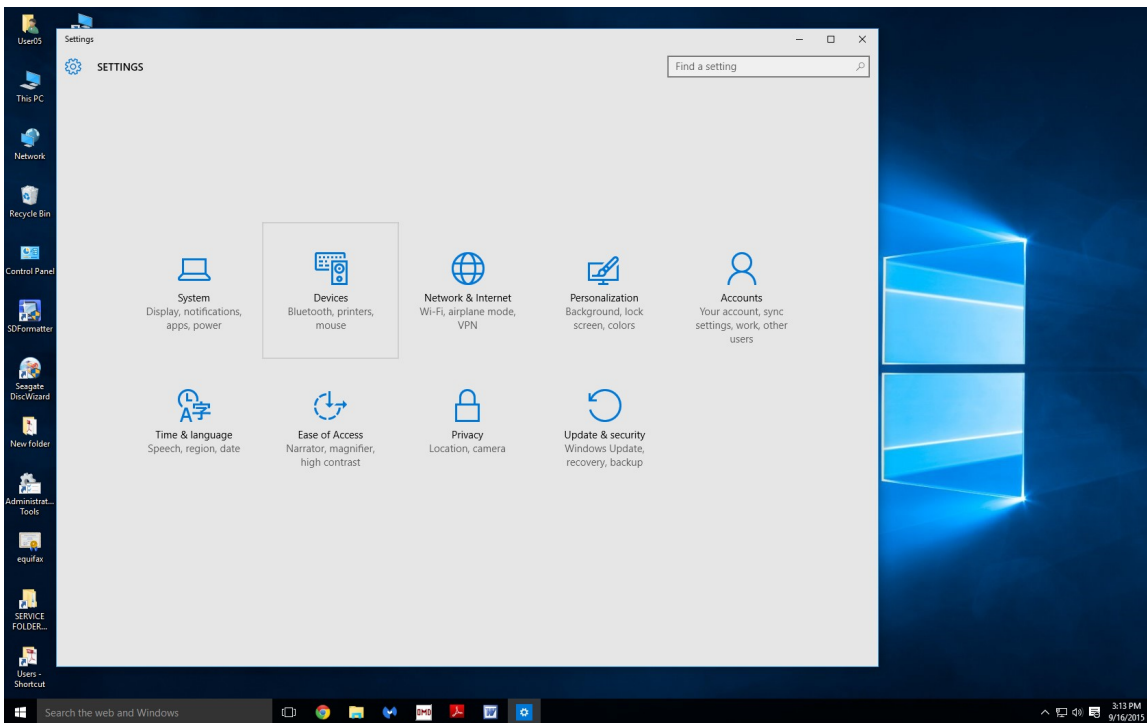 User05
This PC
Network
Recycle Bin
Control Panel
SDFormatter
Seagate
DiscWizard
New folder
Administrat...
Tools
equifax
SERVICE
FOLDER...
Users -
Shortcut
Settings
SETTINGS
Find a setting
System
Display, notifications,
apps, power
Devices
Bluetooth, printers,
mouse
Network & Internet
Wi-Fi, airplane mode,
VPN
Personalization
Background, lock
screen, colors
Accounts
Your account, sync
settings, work, other
users
Time & language
Speech, region, date
Ease of Access
Narrator, magnifier,
high contrast
Privacy
Location, camera
Update & security
Windows Update,
recovery, backup
Search the web and Windows
3:13 PM
9/16/2015